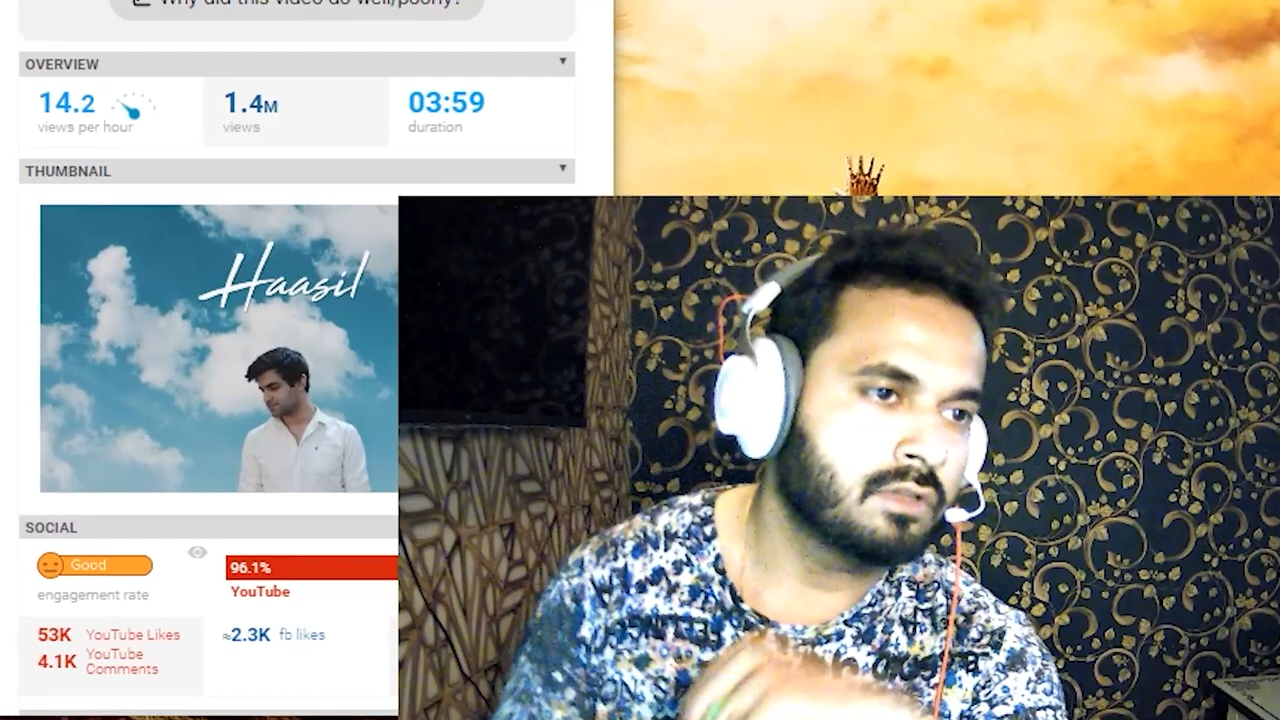 Why did this video do well/poorly?
OVERVIEW
14.2
1.4M
03:59
views per hour
views
duration
THUMBNAIL
Haasil
SOCIAL
Good
engagement rate
96.1%
YouTube
53K YouTube Likes
4.1K YouTube
Comments
≈2.3K fb likes